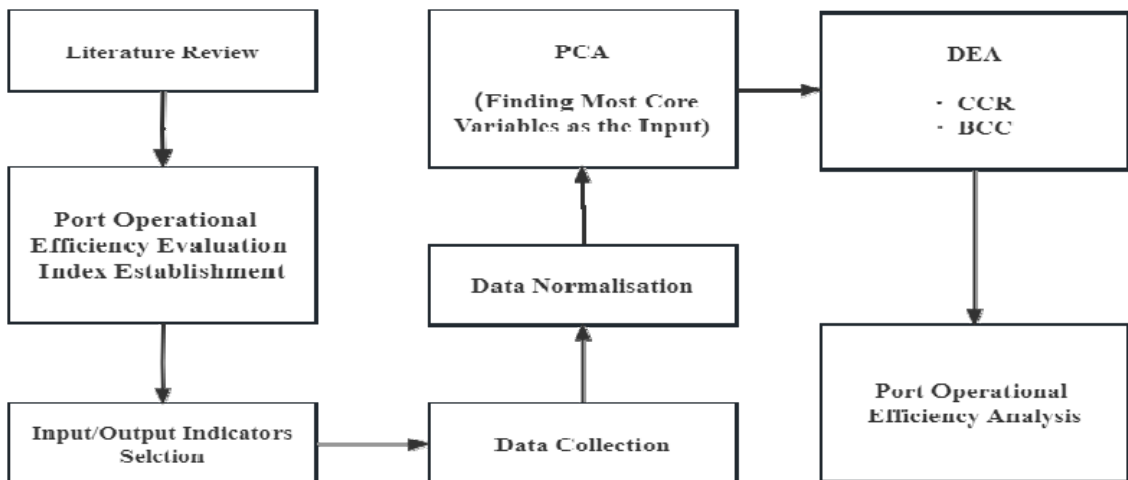 Literature Review
Port Operational
Efficiency Evaluation
Index Establishment
Input/Output Indicators
Selction
Data Collection
Data Normalisation
PCA
(Finding Most Core
Variables as the Input)
DEA
· CCR
· BCC
Port Operational
Efficiency Analysis